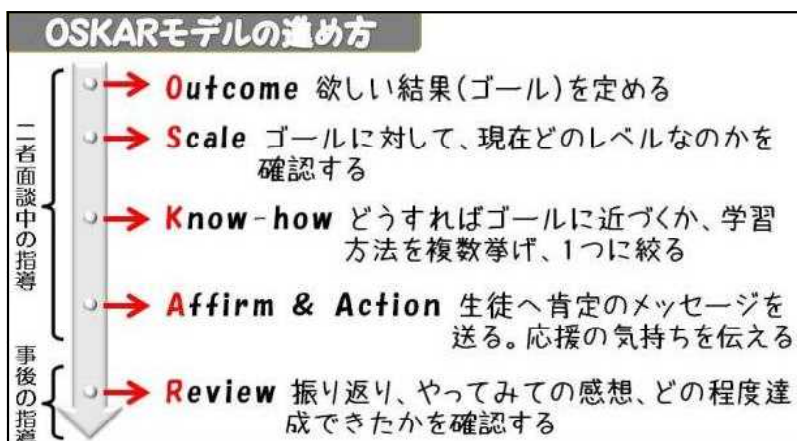 OSKARモデルの進め方
二者面談中の指導
Outcome 欲しい結果(ゴール)を定める
Scale ゴールに対して、現在どのレベルなのかを
確認する
Know-how どうすればゴールに近づくか、学習
方法を複数挙げ、1つに絞る
Affirm & Action 生徒へ肯定のメッセージを
送る。応援の気持ちを伝える
事後の指導
Review 振り返り、やってみての感想、どの程度達
成できたかを確認する